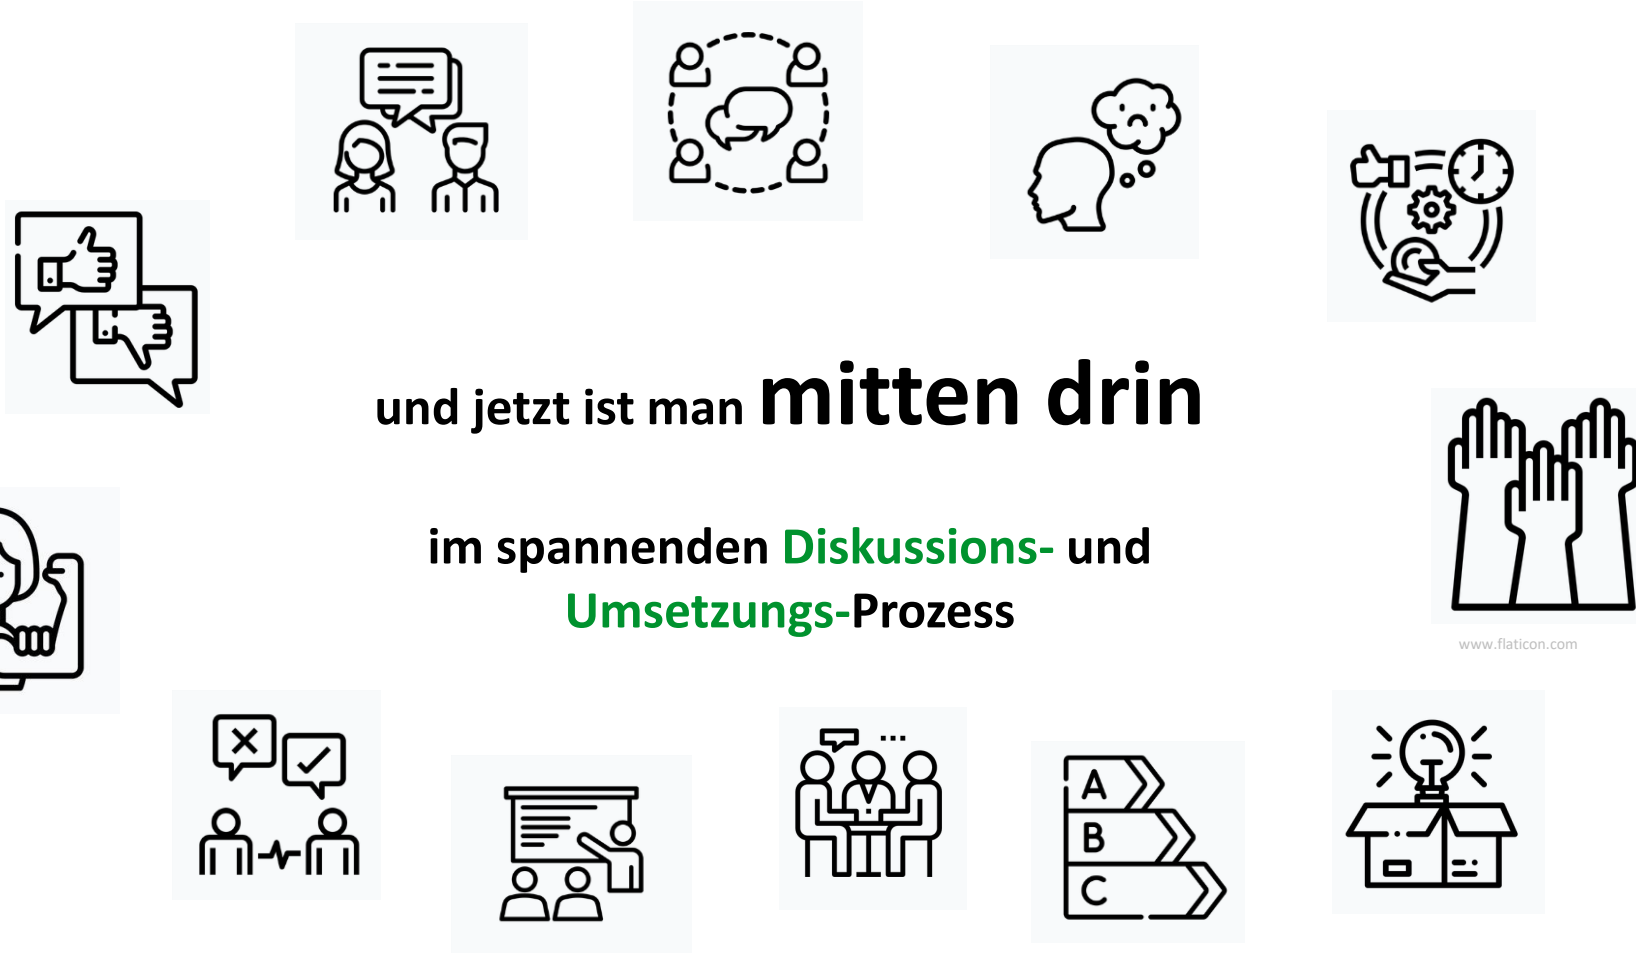 und jetzt ist man mitten drin
im spannenden Diskussions- und
Umsetzungs-Prozess
www.flaticon.com
...
A
B
C